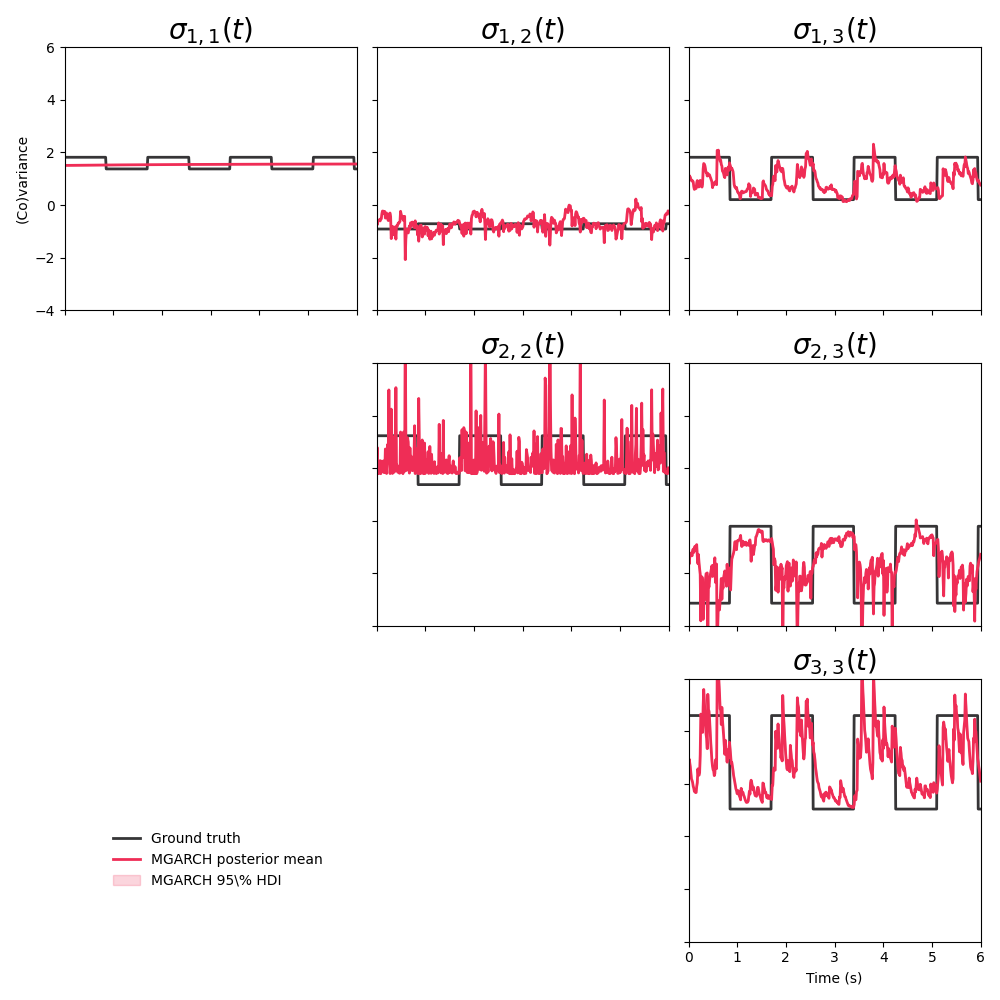 σ1,1(t) σ1,2(t) σ1,3(t)
6
4
2
0
−2
−4
(Co)variance
σ2,2(t) σ2,3(t)
σ3,3(t)
Ground truth
MGARCH posterior mean
MGARCH 95\% HDI
0 1 2 3 4 5 6
Time (s)